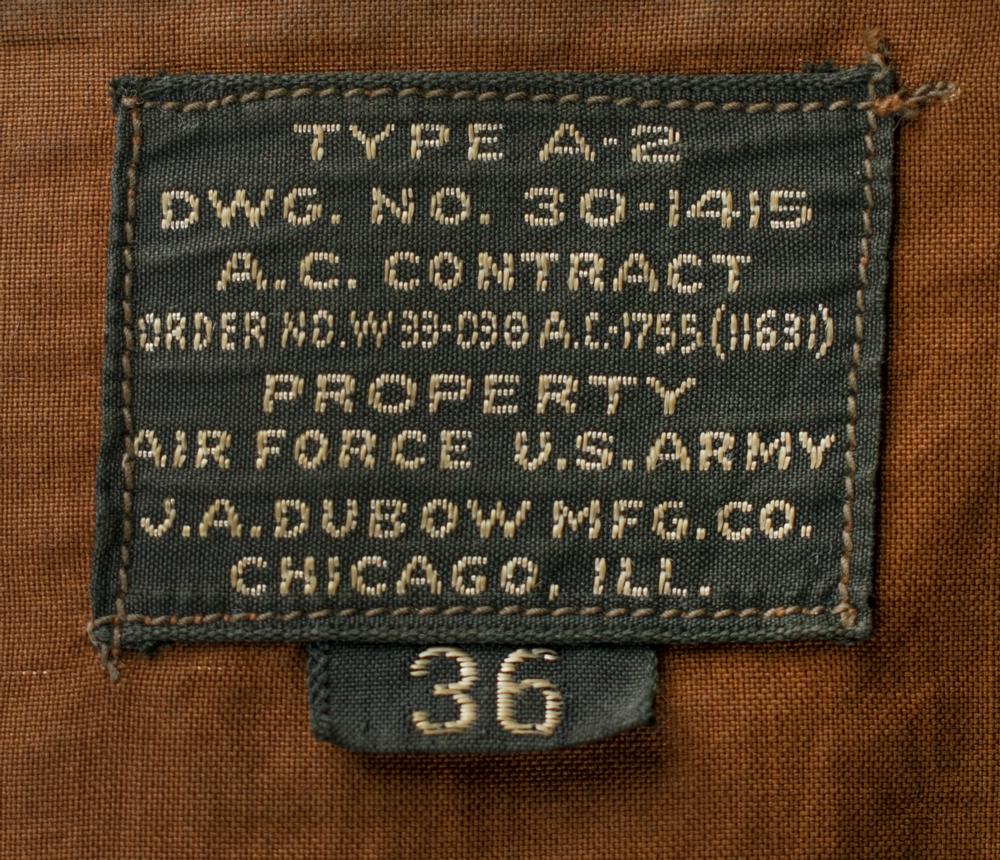 TYPE A-2
DWG. NO. 30-1415
A.C. CONTRACT
ORDER NO. W 33-038 A.C.-1755 (11631)
PROPERTY
AIR FORCE U.S. ARMY
J.A. DUBOW MFG. CO.
CHICAGO, ILL.
36